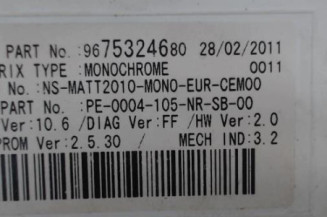 PART No.:9675324680 28/02/2011
RIX TYPE :MONOCHROME 0011
No.:NS-MATT2010-MONO-EUR-CEM00
PART No.:PE-0004-105-NR-SB-00
Ver:10.6 /DIAG Ver:FF /HW Ver:2.0
PROM Ver:2.5.30 / MECH IND:3.2